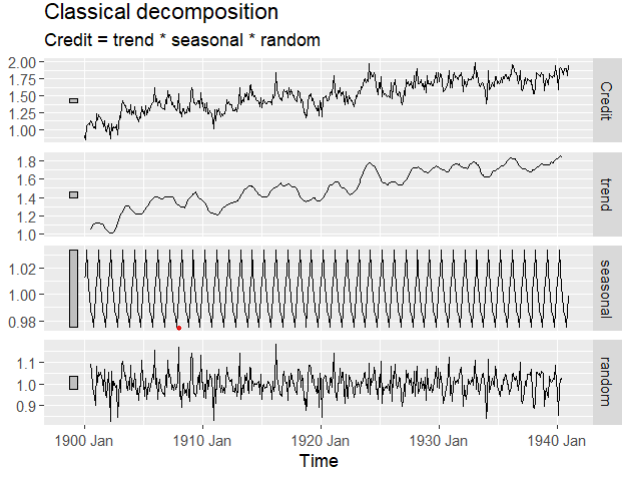 Classical decomposition
Credit = trend * seasonal * random
2.00
1.75
1.50
1.25
1.00
Credit
1.8
1.6
1.4
1.2
1.0
trend
1.02
1.00
0.98
seasonal
1.1
1.0
0.9
random
1900 Jan 1910 Jan 1920 Jan 1930 Jan 1940 Jan
Time